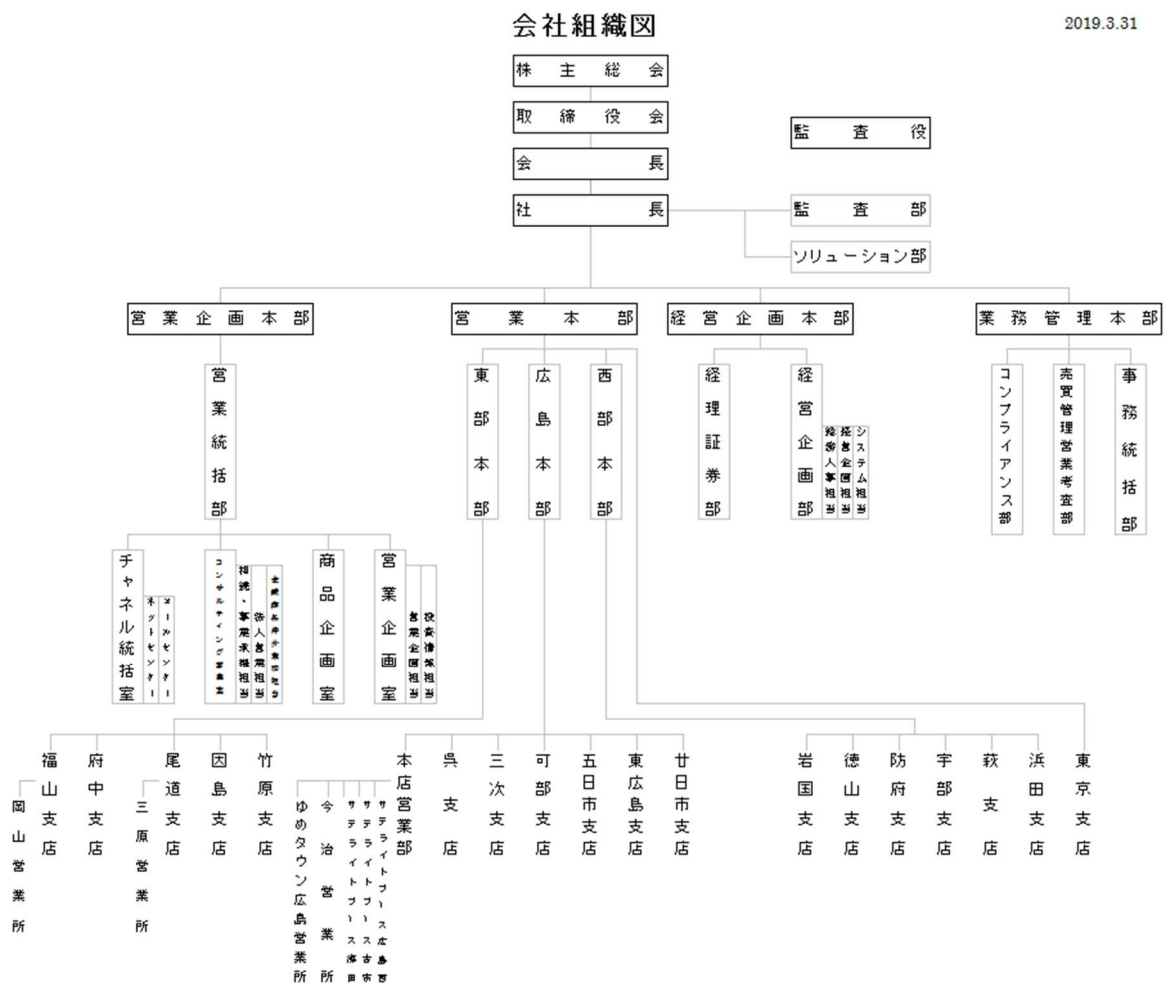 会社組織図
2019.3.31
株主総会
取締役会
監査役
会長
社長
監査部
ソリューション部
営業企画本部
営業本部
経営企画本部
業務管理本部
営業統括部
東部本部
広島本部
西部本部
経理証券部
経営企画部
総務人事担当
経営企画担当
システム担当
コンプライアンス部
売買管理営業考査部
事務統括部
チャネル統括室
ネットセンター
コールセンター
コンサルティング営業室
相続・事業承継担当
法人営業担当
商品企画室
営業企画室
営業企画担当
投資情報担当
福山支店
府中支店
尾道支店
因島支店
竹原支店
本店営業部
呉支店
三次支店
可部支店
五日市支店
東広島支店
廿日市支店
岩国支店
徳山支店
防府支店
宇部支店
萩支店
浜田支店
東京支店
岡山営業所
三原営業所
ゆめタウン広島営業所
今治営業所
サテライトブース海田
サテライトブース古市
サテライトブース広島西